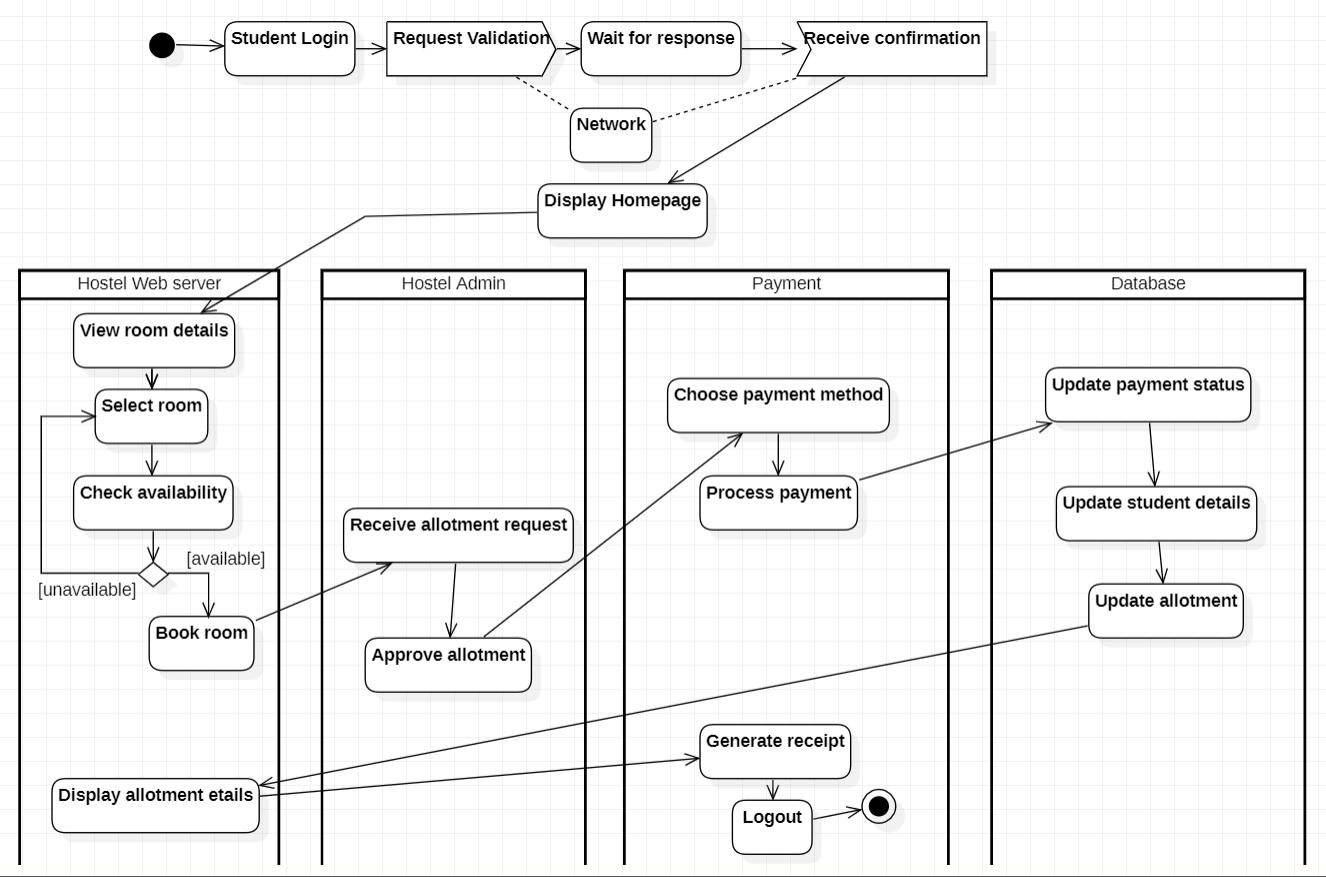 Student Login
Request Validation
Wait for response
Receive confirmation
Network
Display Homepage
Hostel Web server
View room details
Select room
Check availability
[available]
[unavailable]
Book room
Display allotment etails
Hostel Admin
Receive allotment request
Approve allotment
Payment
Choose payment method
Process payment
Generate receipt
Logout
Database
Update payment status
Update student details
Update allotment